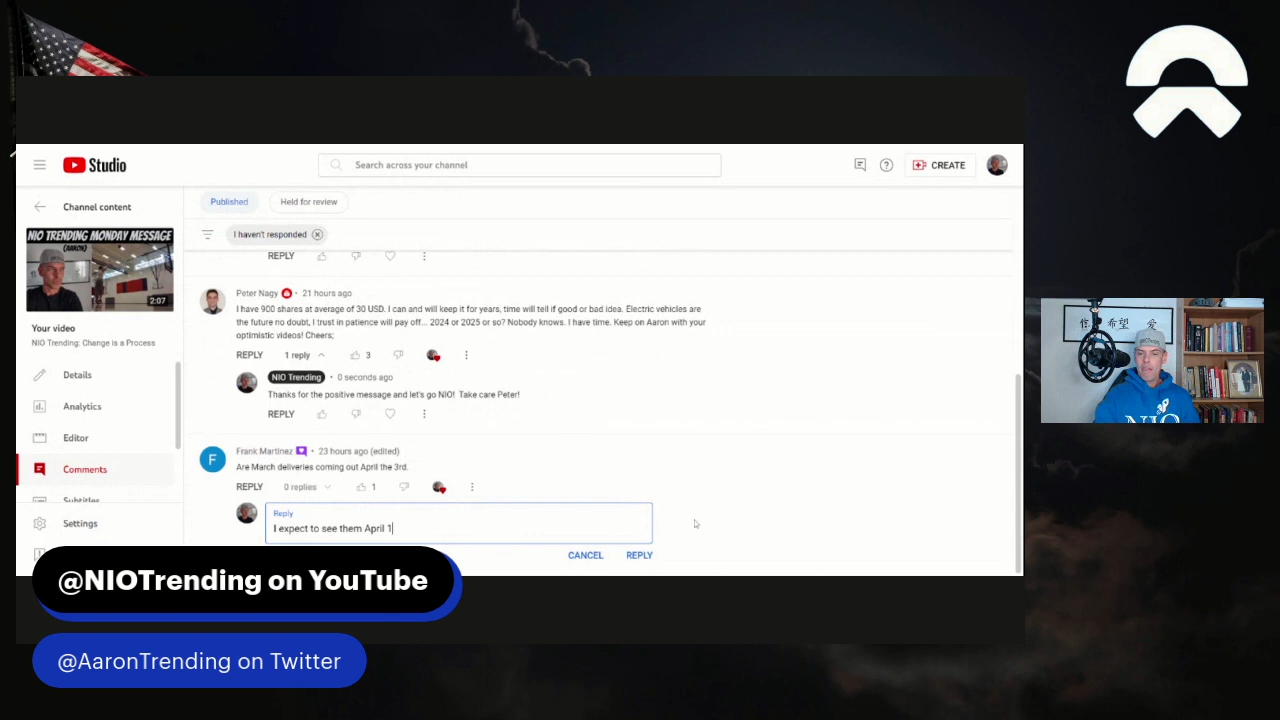 Studio
Search across your channel
CREATE
Channel content
Published
Held for review
I haven't responded
NIO TRENDING MONDAY MESSAGE
(AARON)
2:07
Your video
NIO Trending: Change is a Process
Details
Analytics
Editor
Comments
Subtitles
Settings
REPLY
Peter Nagy • 21 hours ago
I have 900 shares at average of 30 USD. I can and will keep it for years, time will tell if good or bad idea. Electric vehicles are
the future no doubt, I trust in patience will pay off... 2024 or 2025 or so? Nobody knows. I have time. Keep on Aaron with your
optimistic videos! Cheers;
REPLY 1 reply 3
NIO Trending • 0 seconds ago
Thanks for the positive message and let's go NIO! Take care Peter!
REPLY
F
Frank Martinez • 23 hours ago (edited)
Are March deliveries coming out April the 3rd.
REPLY 0 replies 1
Reply
I expect to see them April 1
CANCEL REPLY
@NIOTrending on YouTube
@AaronTrending on Twitter
希望 愛
NIO